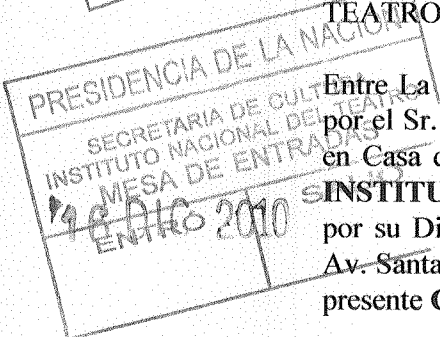 TEATRO
PRESIDENCIA DE LA NACION
SECRETARIA DE CULTURA
INSTITUTO NACIONAL DEL TEATRO
MESA DE ENTRADAS
16 DIC 2010
ENTRO SALIO
Entre La
por el Sr.
en Casa
INSTITU
por su Di
Av. Santa
presente C